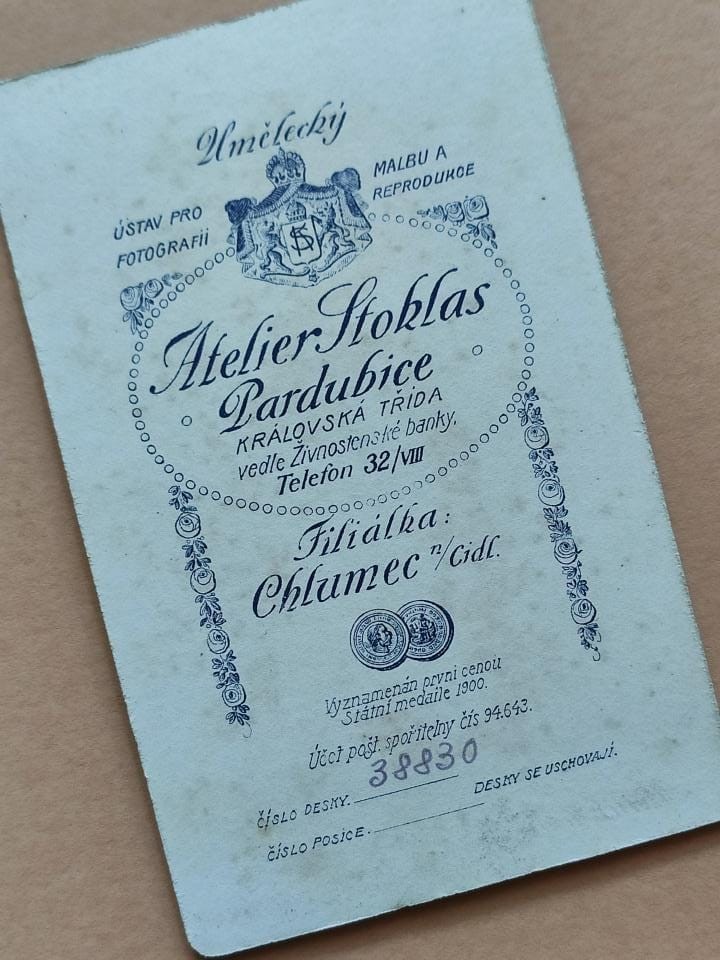 Umělecký
ÚSTAV PRO
FOTOGRAFII
MALBU A
REPRODUKCE
Atelier Stoklas
Pardubice
KRÁLOVSKÁ TŘÍDA
vedle Živnostenské banky,
Telefon 32/VIII
Filiálka:
Chlumec n/Cidl.
Vyznamenán první cenou
Státní medaile 1900.
Účet pošt. spořitelny čís 94.643.
38830
ČÍSLO DESKY. DESKY SE USCHOVAJÍ.
ČÍSLO POSICE.